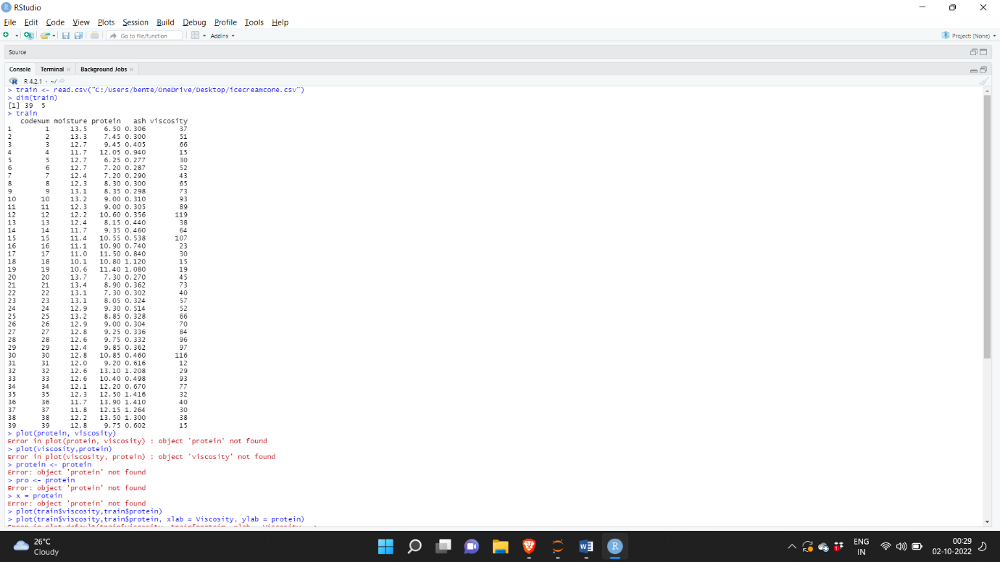 RStudio
File Edit Code View Plots Session Build Debug Profile Tools Help
Go to file/function Addins Project: (None)
Source
Console Terminal Background Jobs
R 4.2.1 · ~/
> train <- read.csv("C:/Users/bente/OneDrive/Desktop/icecreamcone.csv")
> dim(train)
[1] 39 5
> train
codeNum moisture protein ash viscosity
1 1 13.5 6.50 0.306 37
2 2 13.3 7.45 0.300 51
3 3 12.7 9.45 0.405 66
4 4 11.7 12.05 0.940 15
5 5 12.7 6.25 0.277 30
6 6 12.7 7.20 0.287 52
7 7 12.4 7.20 0.290 43
8 8 12.3 8.30 0.300 65
9 9 13.1 8.35 0.298 73
10 10 13.2 9.00 0.310 93
11 11 12.3 9.00 0.305 89
12 12 12.2 10.60 0.356 119
13 13 12.4 8.15 0.440 38
14 14 11.7 9.35 0.460 64
15 15 11.4 10.55 0.538 107
16 16 11.1 10.90 0.740 23
17 17 11.0 11.50 0.840 30
18 18 10.1 10.80 1.120 15
19 19 10.6 11.40 1.080 19
20 20 13.7 7.30 0.270 45
21 21 13.4 8.90 0.362 73
22 22 13.1 7.30 0.302 40
23 23 13.1 8.05 0.324 57
24 24 12.9 9.30 0.514 52
25 25 13.2 8.85 0.328 66
26 26 12.9 9.00 0.304 70
27 27 12.8 9.25 0.336 84
28 28 12.6 9.75 0.332 96
29 29 12.4 9.85 0.362 97
30 30 12.8 10.85 0.460 116
31 31 12.0 9.20 0.616 12
32 32 12.6 13.10 1.208 29
33 33 12.6 10.40 0.498 93
34 34 12.1 12.20 0.670 77
35 35 12.3 12.50 1.416 32
36 36 11.7 13.90 1.410 40
37 37 11.8 12.15 1.264 30
38 38 12.2 13.50 1.300 38
39 39 12.8 9.75 0.602 15
> plot(protein, viscosity)
Error in plot(protein, viscosity) : object 'protein' not found
> plot(viscosity,protein)
Error in plot(viscosity, protein) : object 'viscosity' not found
> protein <- protein
Error: object 'protein' not found
> pro <- protein
Error: object 'protein' not found
> x = protein
Error: object 'protein' not found
> plot(train$viscosity,train$protein)
> plot(train$viscosity,train$protein, xlab = Viscosity, ylab = protein)
26°C
Cloudy
ENG
IN
00:29
02-10-2022